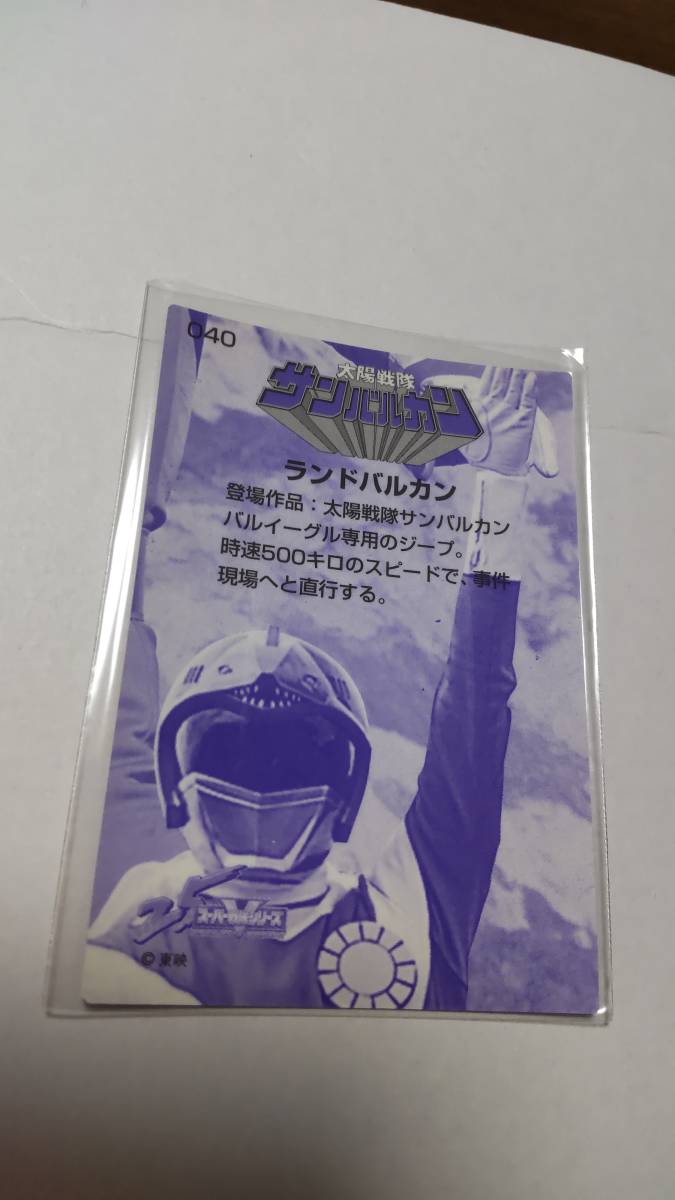 040
太陽戦隊
サンバルカン
ランドバルカン
登場作品：太陽戦隊サンバルカン
バルイーグル専用のジープ。
時速500キロのスピードで、事件
現場へと直行する。
スーパー戦隊シリーズ
© 東映